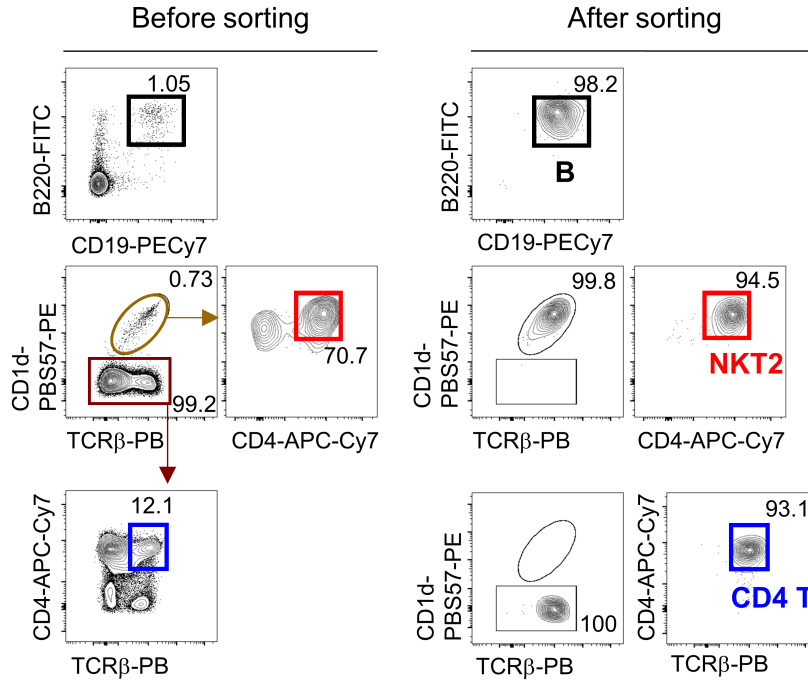 Before sorting
After sorting
1.05
B220-FITC
CD19-PECy7
98.2
B
B220-FITC
CD19-PECy7
0.73
CD1d-
PBS57-PE
99.2
TCRβ-PB
70.7
CD4-APC-Cy7
99.8
CD1d-
PBS57-PE
TCRβ-PB
94.5
NKT2
CD4-APC-Cy7
12.1
CD4-APC-Cy7
TCRβ-PB
CD1d-
PBS57-PE
100
TCRβ-PB
93.1
CD4-APC-Cy7
CD4 T
TCRβ-PB